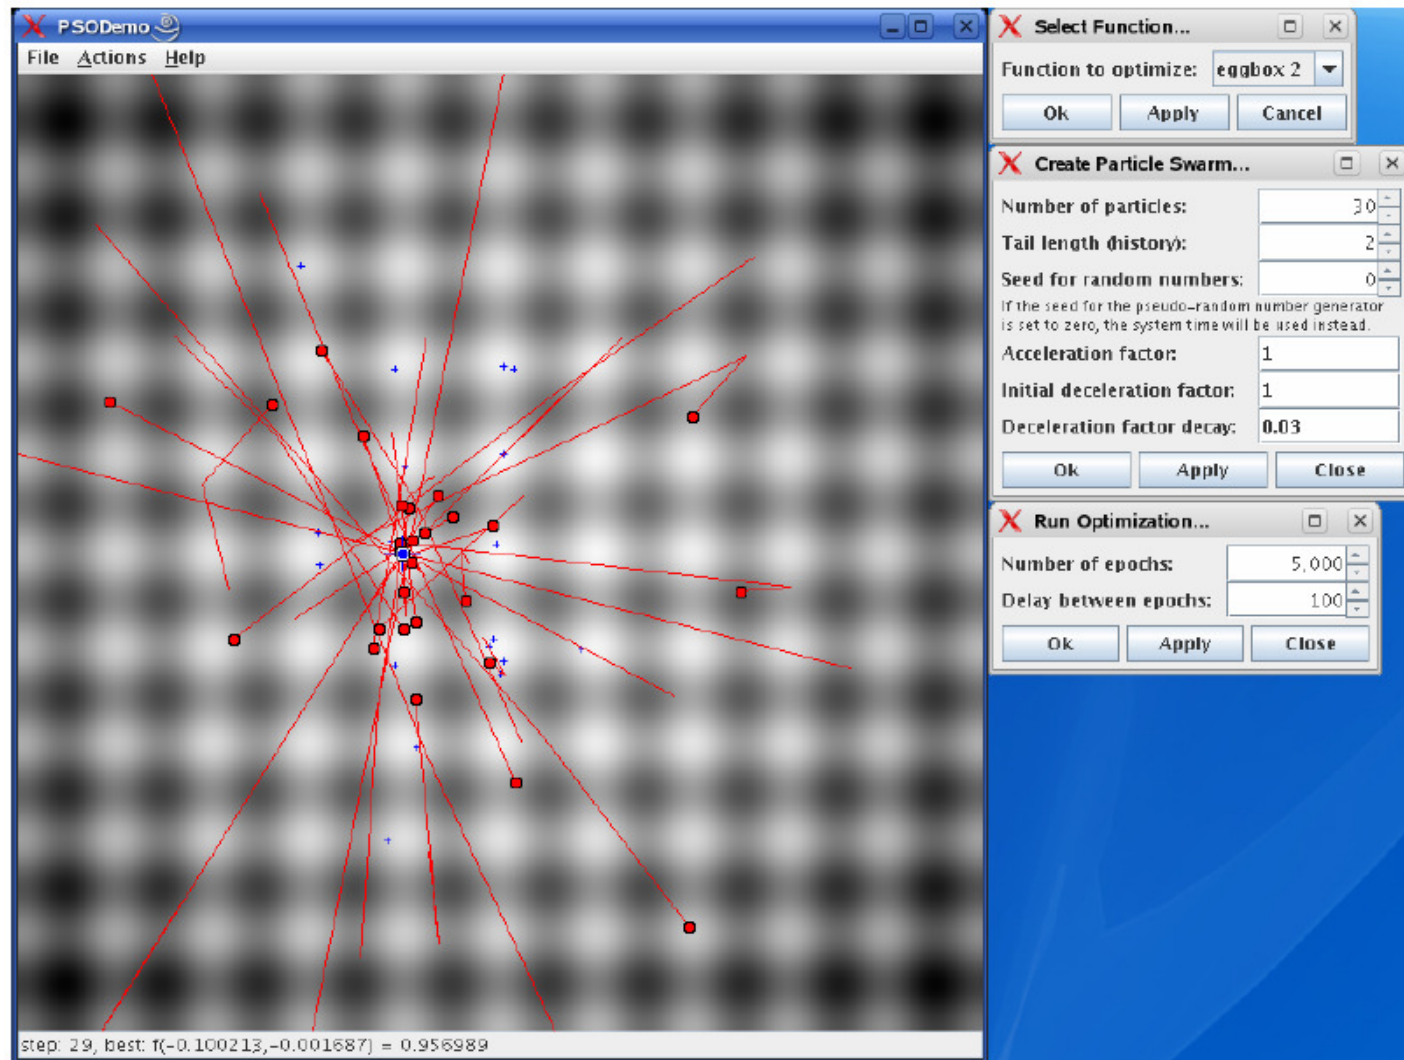 PSODemo
File Actions Help
step: 29, best: f(-0.100213,-0.001687) = 0.956989
Select Function...
Function to optimize: eggbox 2
Ok Apply Cancel
Create Particle Swarm...
Number of particles: 30
Tail length (history): 2
Seed for random numbers: 0
If the seed for the pseudo-random number generator
is set to zero, the system time will be used instead.
Acceleration factor: 1
Initial deceleration factor: 1
Deceleration factor decay: 0.03
Ok Apply Close
Run Optimization...
Number of epochs: 5,000
Delay between epochs: 100
Ok Apply Close